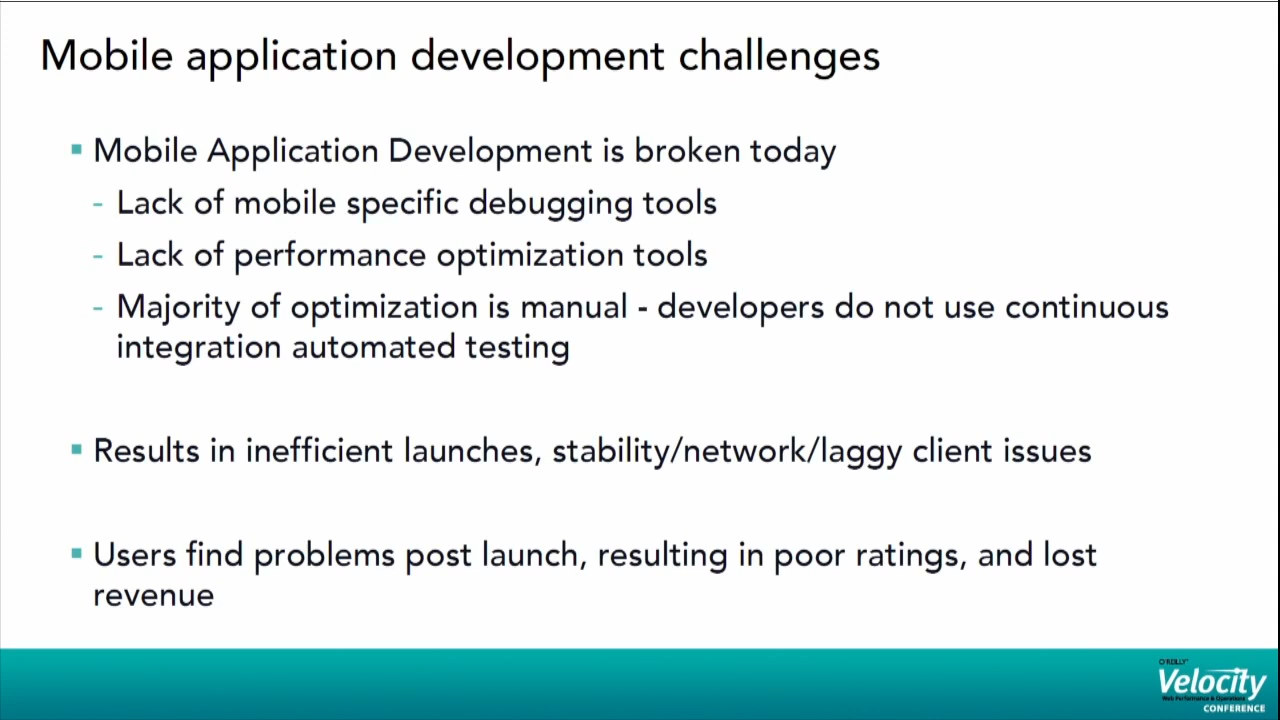 Mobile application development challenges
▪ Mobile Application Development is broken today
- Lack of mobile specific debugging tools
- Lack of performance optimization tools
- Majority of optimization is manual - developers do not use continuous
integration automated testing
▪ Results in inefficient launches, stability/network/laggy client issues
▪ Users find problems post launch, resulting in poor ratings, and lost
revenue
O'REILLY
Velocity
Web Performance & Operations
CONFERENCE